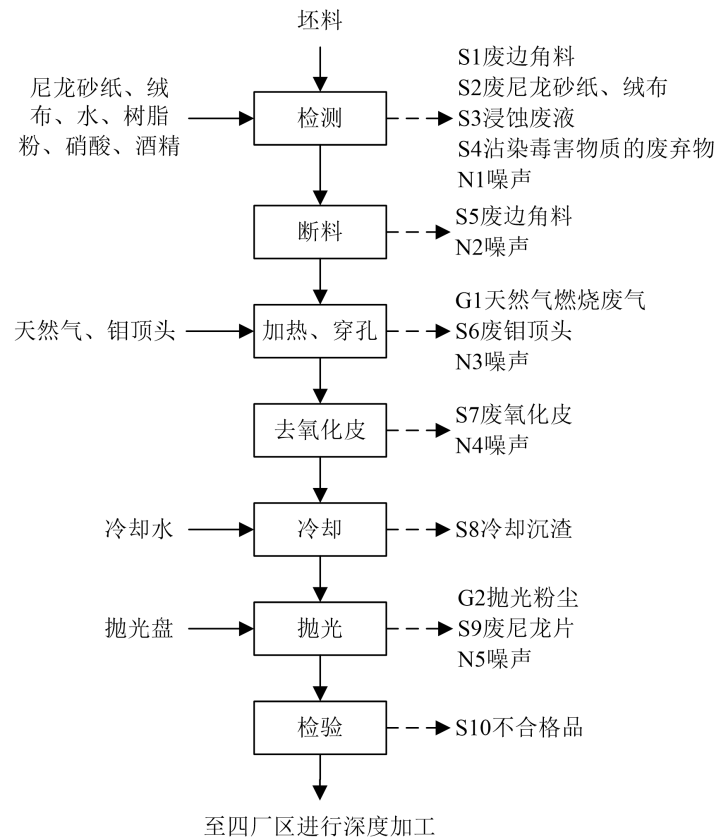 坯料
尼龙砂纸、绒
布、水、树脂
粉、硝酸、酒精
检测
S1废边角料
S2废尼龙砂纸、绒布
S3浸蚀废液
S4沾染毒害物质的废弃物
N1噪声
断料
S5废边角料
N2噪声
天然气、钼顶头
加热、穿孔
G1天然气燃烧废气
S6废钼顶头
N3噪声
去氧化皮
S7废氧化皮
N4噪声
冷却水
冷却
S8冷却沉渣
抛光盘
抛光
G2抛光粉尘
S9废尼龙片
N5噪声
检验
S10不合格品
至四厂区进行深度加工